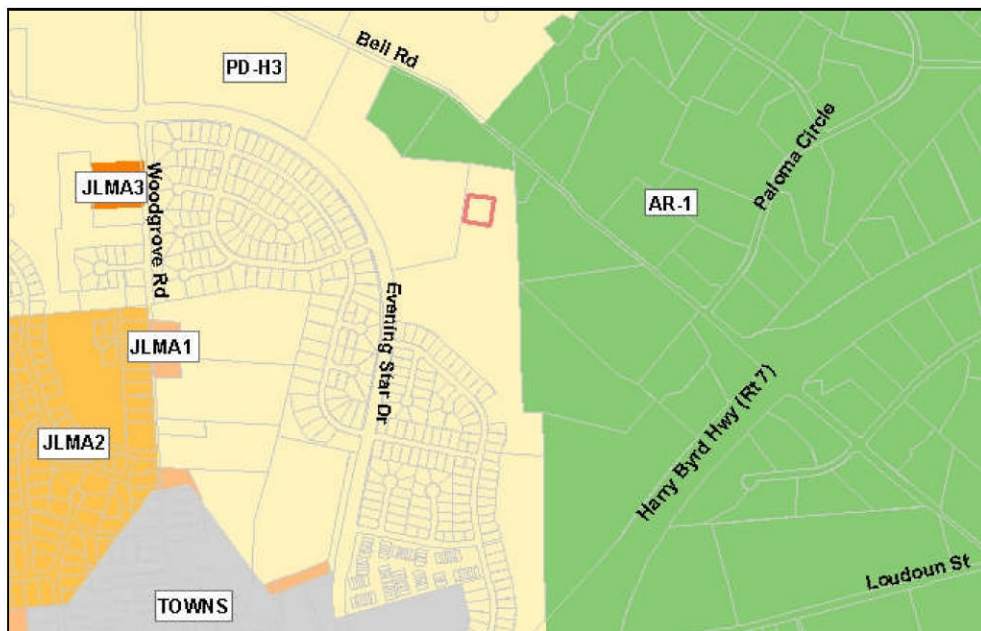 Bell Rd
PD-H3
Paloma Circle
JLMA3
Woodgrove Rd
AR-1
Evening Star Dr
JLMA1
Harry Byrd Hwy (Rt 7)
JLMA2
Loudoun St
TOWNS